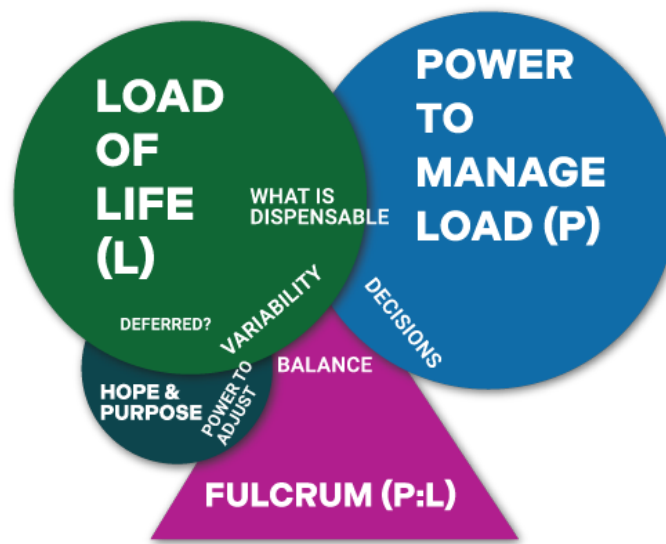 LOAD
OF
LIFE
(L)
POWER
TO
MANAGE
LOAD (P)
WHAT IS
DISPENSABLE
VARIABILITY
DECISIONS
DEFERRED?
BALANCE
HOPE &
PURPOSE
POWER TO
ADJUST
FULCRUM (P:L)